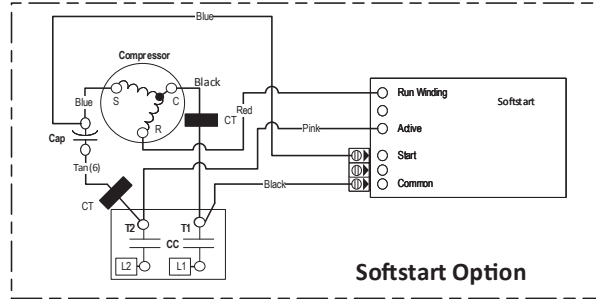 Blue
Compressor
Black
Blue
S
C
R
Red
CT
Run Winding
Softstart
Pink
Active
Cap
Start
Tan(6)
Black
Common
CT
T2
T1
CC
L2
L1
Softstart Option